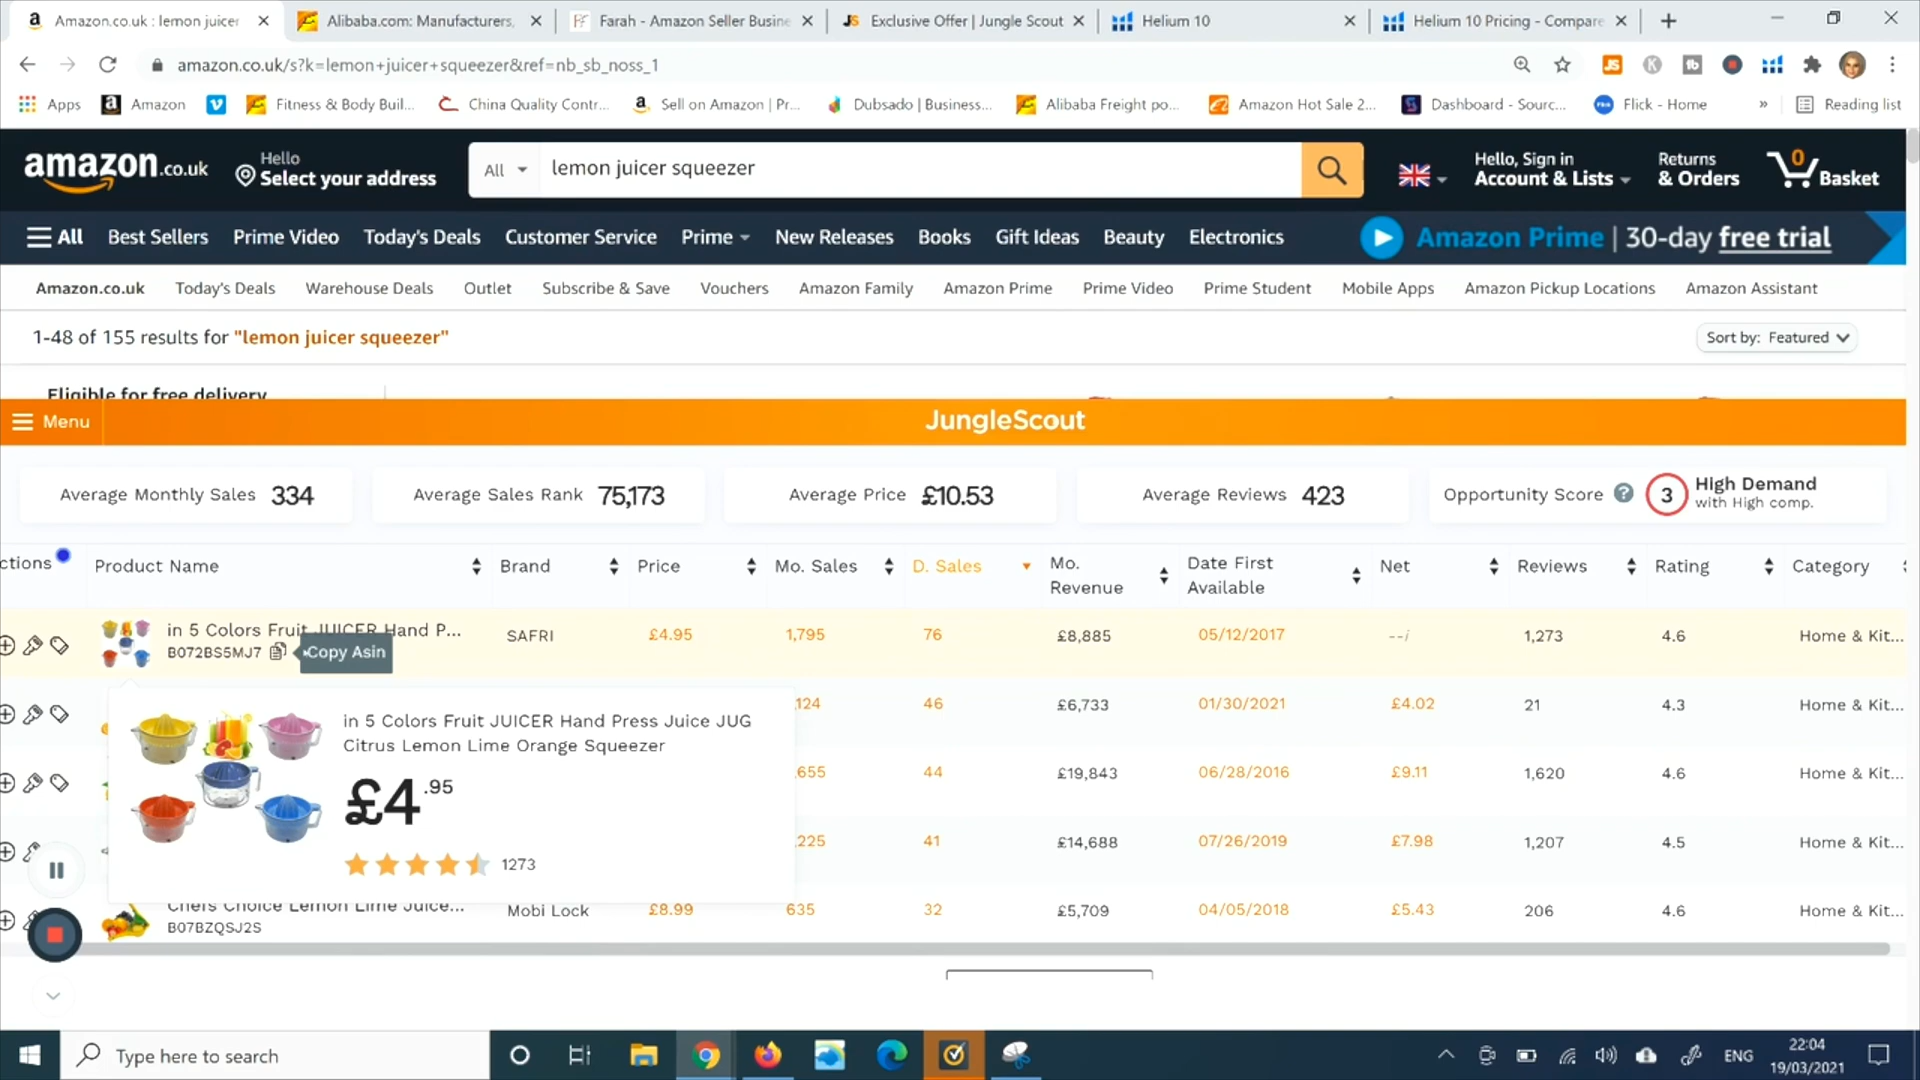 Amazon.co.uk : lemon juicer
Alibaba.com: Manufacturers,
Farah - Amazon Seller Busine
Exclusive Offer | Jungle Scout
Helium 10
Helium 10 Pricing - Compare
amazon.co.uk/s?k=lemon+juicer+squeezer&ref=nb_sb_noss_1
Apps
Amazon
Fitness & Body Buil...
China Quality Contr...
Sell on Amazon | Pr...
Dubsado | Business...
Alibaba Freight po...
Amazon Hot Sale 2...
Dashboard - Sourc...
Flick - Home
»
Reading list
amazon.co.uk
Hello
Select your address
All
lemon juicer squeezer
Hello, Sign in
Account & Lists
Returns
& Orders
0
Basket
All
Best Sellers
Prime Video
Today's Deals
Customer Service
Prime
New Releases
Books
Gift Ideas
Beauty
Electronics
Amazon Prime | 30-day free trial
Amazon.co.uk
Today's Deals
Warehouse Deals
Outlet
Subscribe & Save
Vouchers
Amazon Family
Amazon Prime
Prime Video
Prime Student
Mobile Apps
Amazon Pickup Locations
Amazon Assistant
1-48 of 155 results for "lemon juicer squeezer"
Sort by: Featured
Eligible for free delivery
Menu
JungleScout
Average Monthly Sales 334
Average Sales Rank 75,173
Average Price £10.53
Average Reviews 423
Opportunity Score ? 3
High Demand
with High comp.
ctions
Product Name
Brand
Price
Mo. Sales
D. Sales
Mo.
Revenue
Date First
Available
Net
Reviews
Rating
Category
in 5 Colors Fruit JUICER Hand P...
B072BS5MJ7
Copy Asin
SAFRI
£4.95
1,795
76
£8,885
05/12/2017
--i
1,273
4.6
Home & Kit...
,124
46
£6,733
01/30/2021
£4.02
21
4.3
Home & Kit...
,655
44
£19,843
06/28/2016
£9.11
1,620
4.6
Home & Kit...
,225
41
£14,688
07/26/2019
£7.98
1,207
4.5
Home & Kit...
in 5 Colors Fruit JUICER Hand Press Juice JUG
Citrus Lemon Lime Orange Squeezer
£4.95
1273
Chefs Choice Lemon Lime Juice...
B07BZQSJ2S
Mobi Lock
£8.99
635
32
£5,709
04/05/2018
£5.43
206
4.6
Home & Kit...
Type here to search
ENG
22:04
19/03/2021